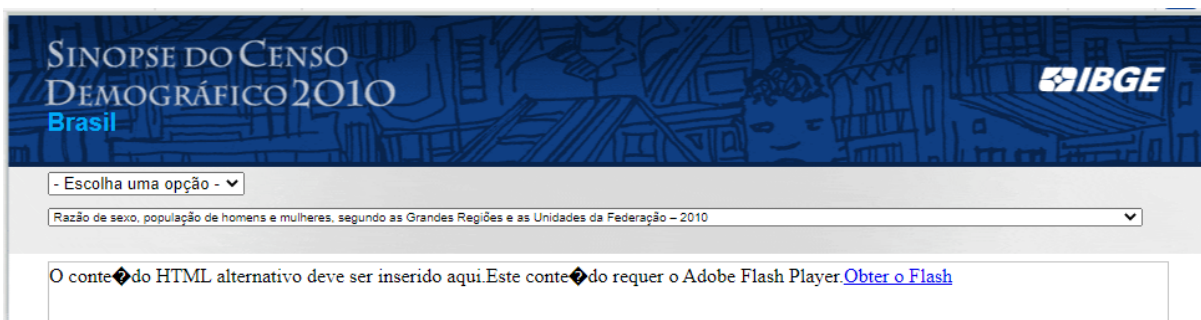 SINOPSE DO CENSO
DEMOGRÁFICO 2010
Brasil
IBGE
- Escolha uma opção -
Razão de sexo, população de homens e mulheres, segundo as Grandes Regiões e as Unidades da Federação – 2010
O conte�do HTML alternativo deve ser inserido aqui.Este conte�do requer o Adobe Flash Player.Obter o Flash